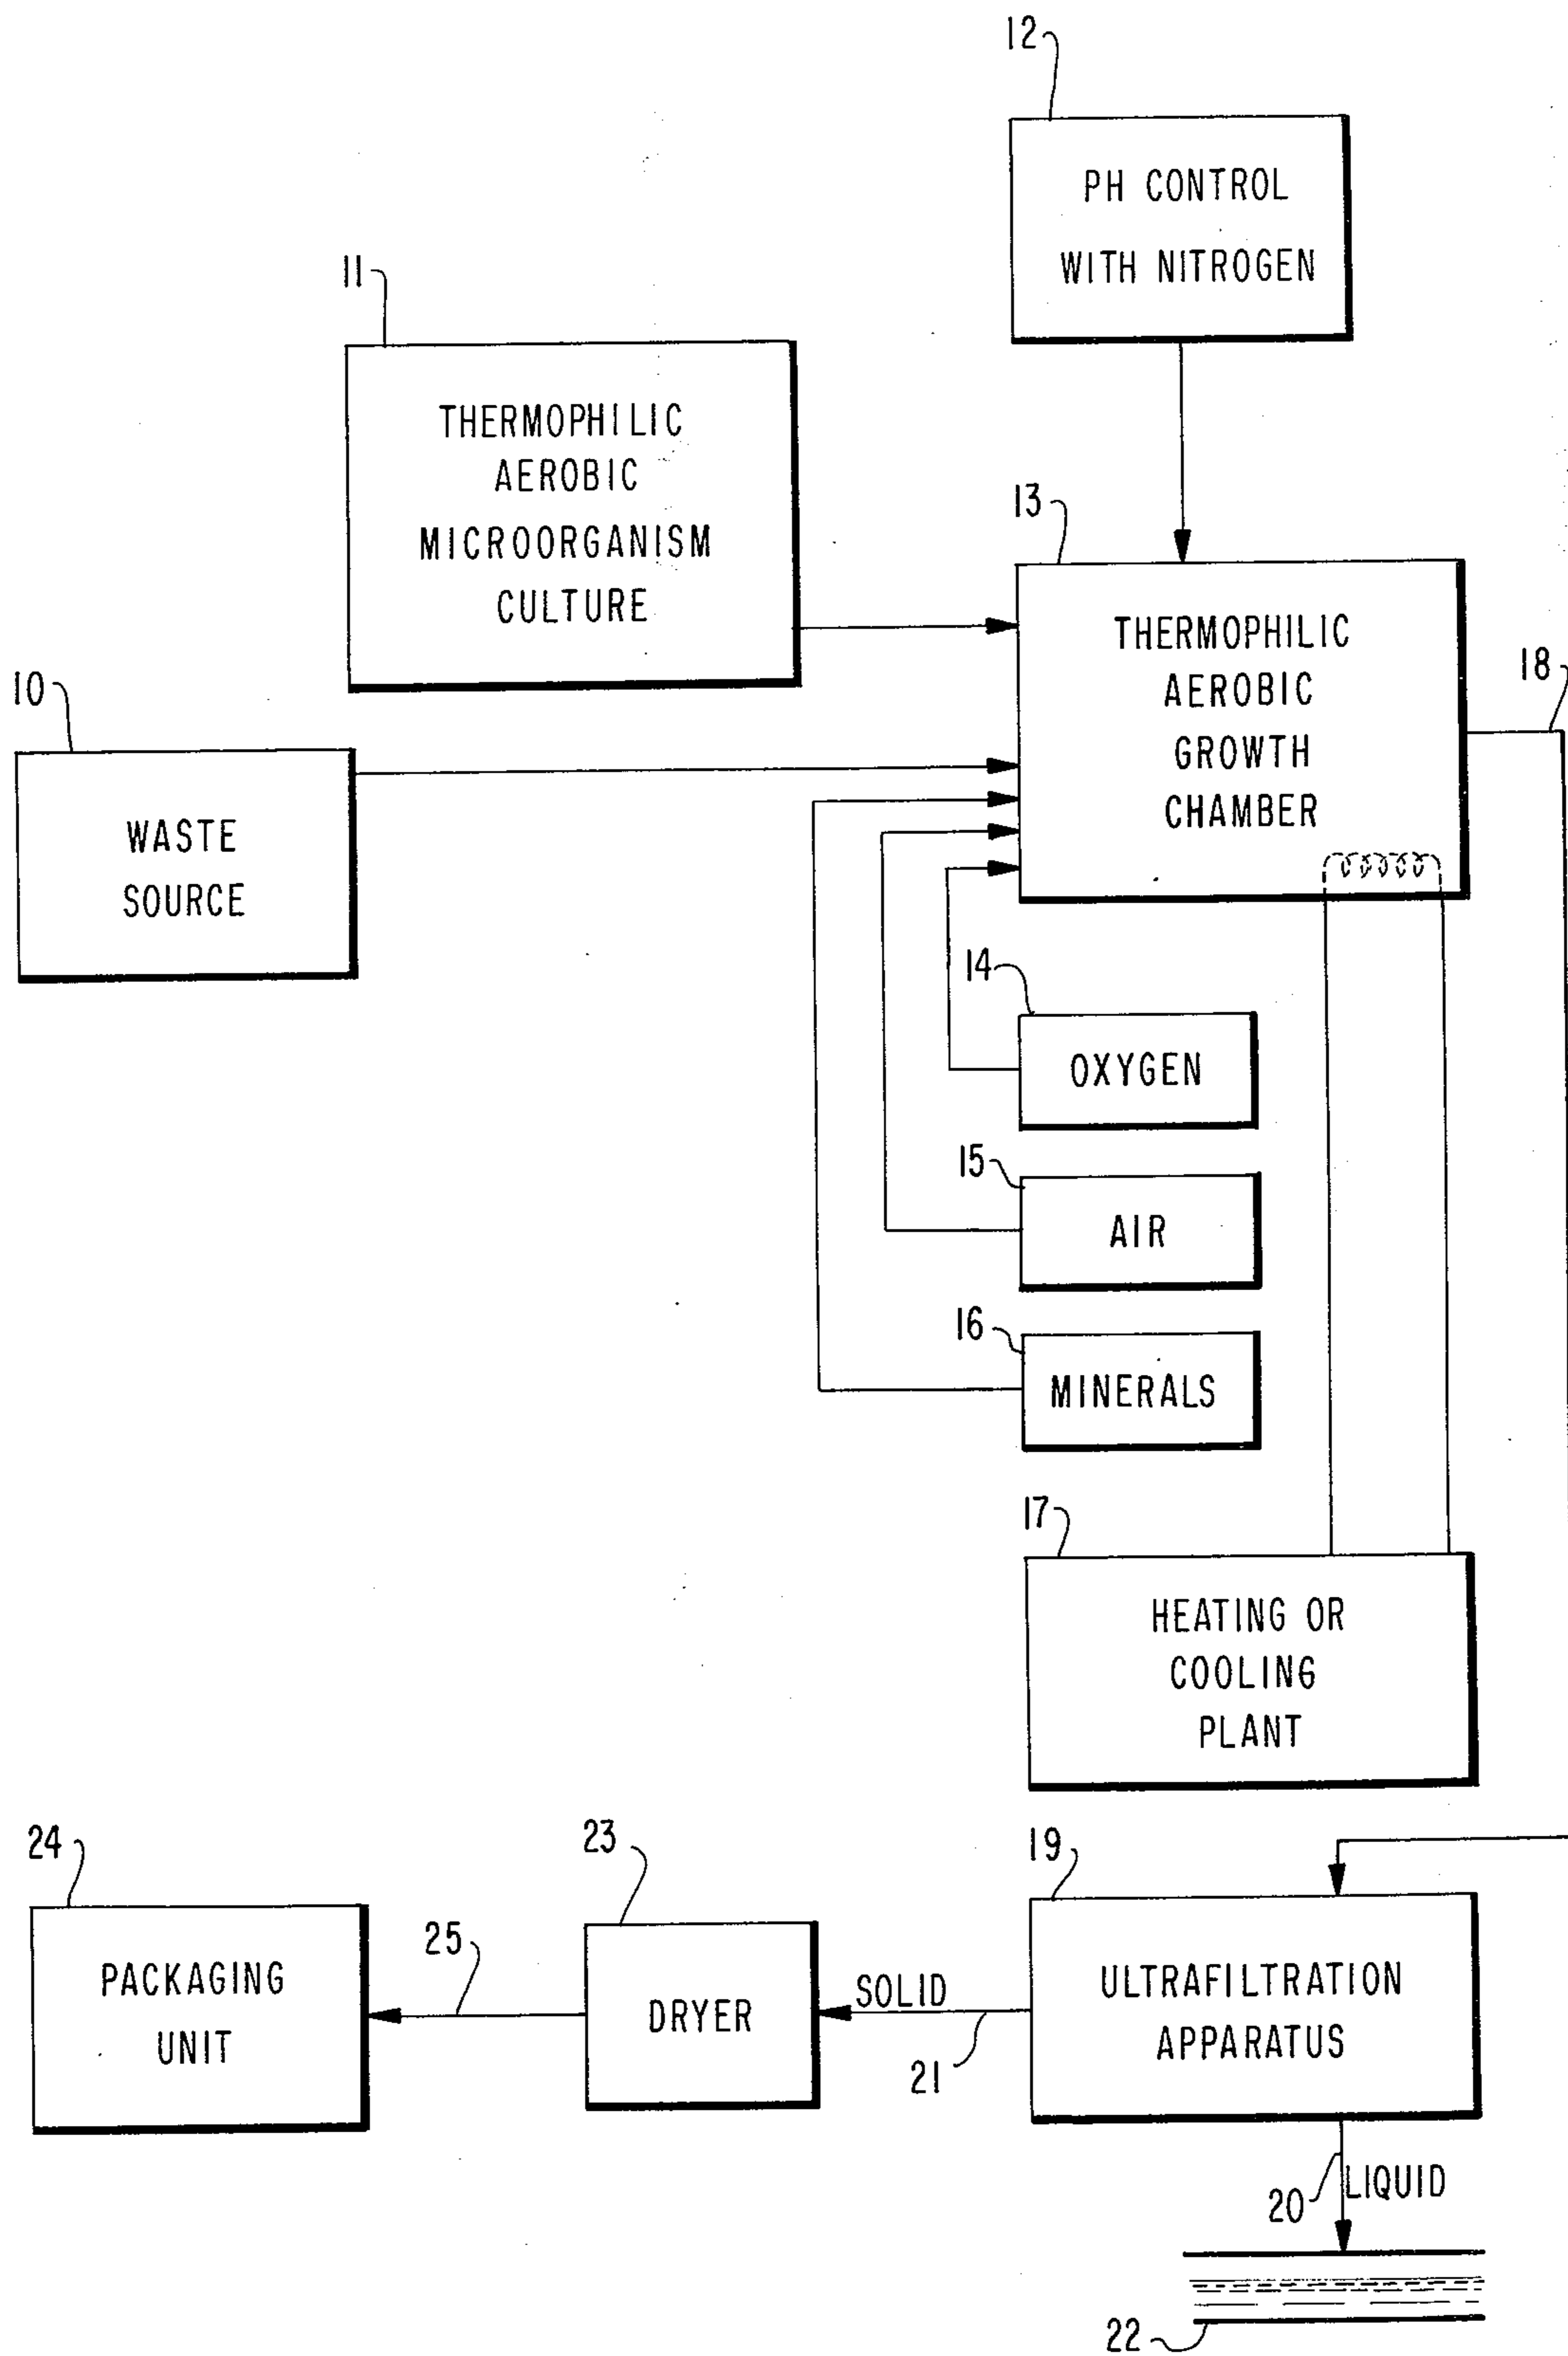 12
PH CONTROL
WITH NITROGEN
11
THERMOPHILIC
AEROBIC
MICROORGANISM
CULTURE
13
THERMOPHILIC
AEROBIC
GROWTH
CHAMBER
18
10
WASTE
SOURCE
14
OXYGEN
15
AIR
16
MINERALS
17
HEATING OR
COOLING
PLANT
24
PACKAGING
UNIT
25
23
DRYER
SOLID
21
19
ULTRAFILTRATION
APPARATUS
20
LIQUID
22